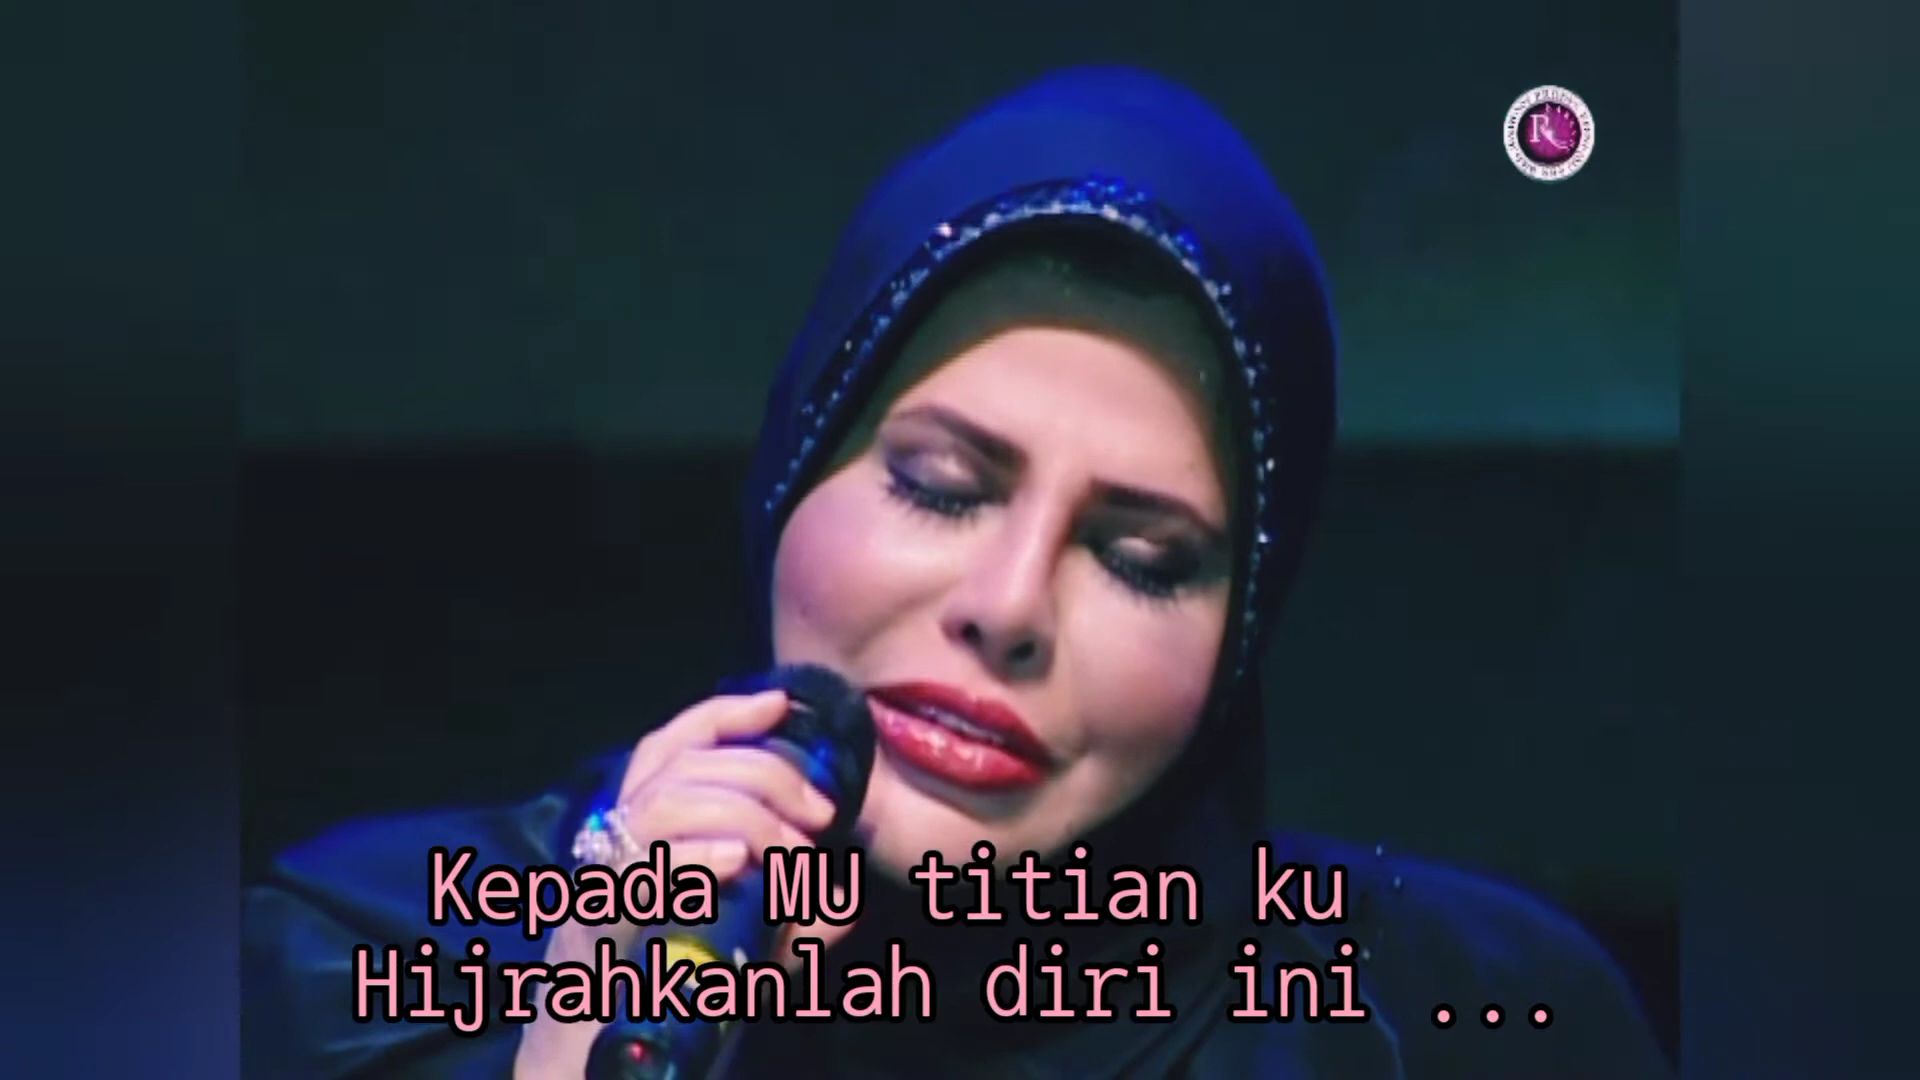 Kepada MU titian ku
Hijrahkanlah diri ini ...